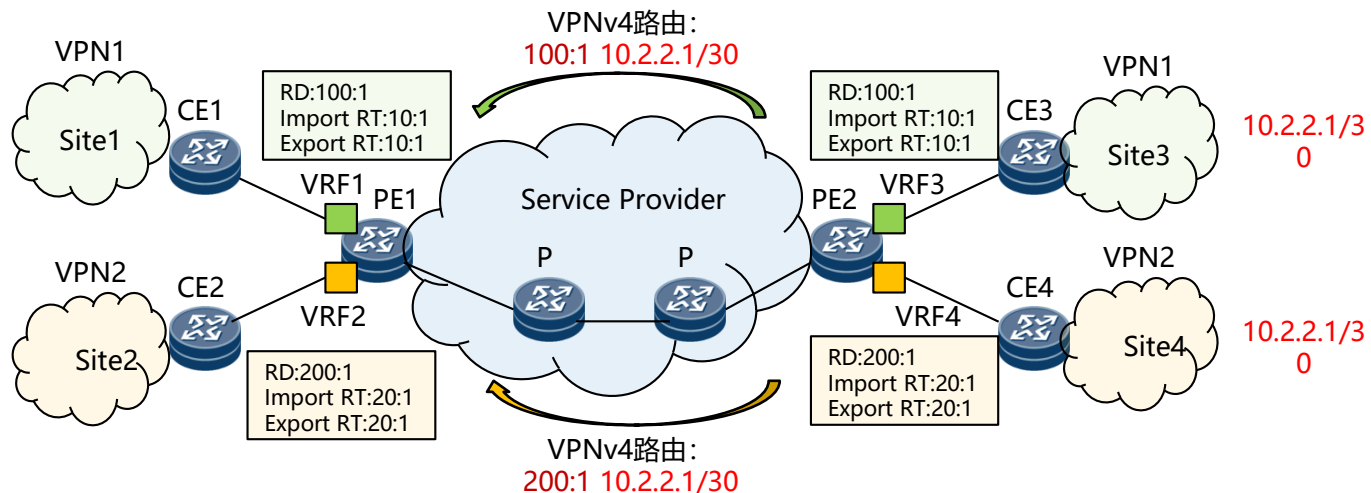 VPNv4路由：
100:1 10.2.2.1/30
VPN1
CE1
Site1
RD:100:1
Import RT:10:1
Export RT:10:1
VRF1
PE1
Service Provider
P
P
RD:100:1
Import RT:10:1
Export RT:10:1
PE2
VRF3
CE3
VPN1
Site3
10.2.2.1/3
0
VPN2
CE2
Site2
VRF2
RD:200:1
Import RT:20:1
Export RT:20:1
VRF4
CE4
VPN2
Site4
10.2.2.1/3
0
RD:200:1
Import RT:20:1
Export RT:20:1
VPNv4路由：
200:1 10.2.2.1/30